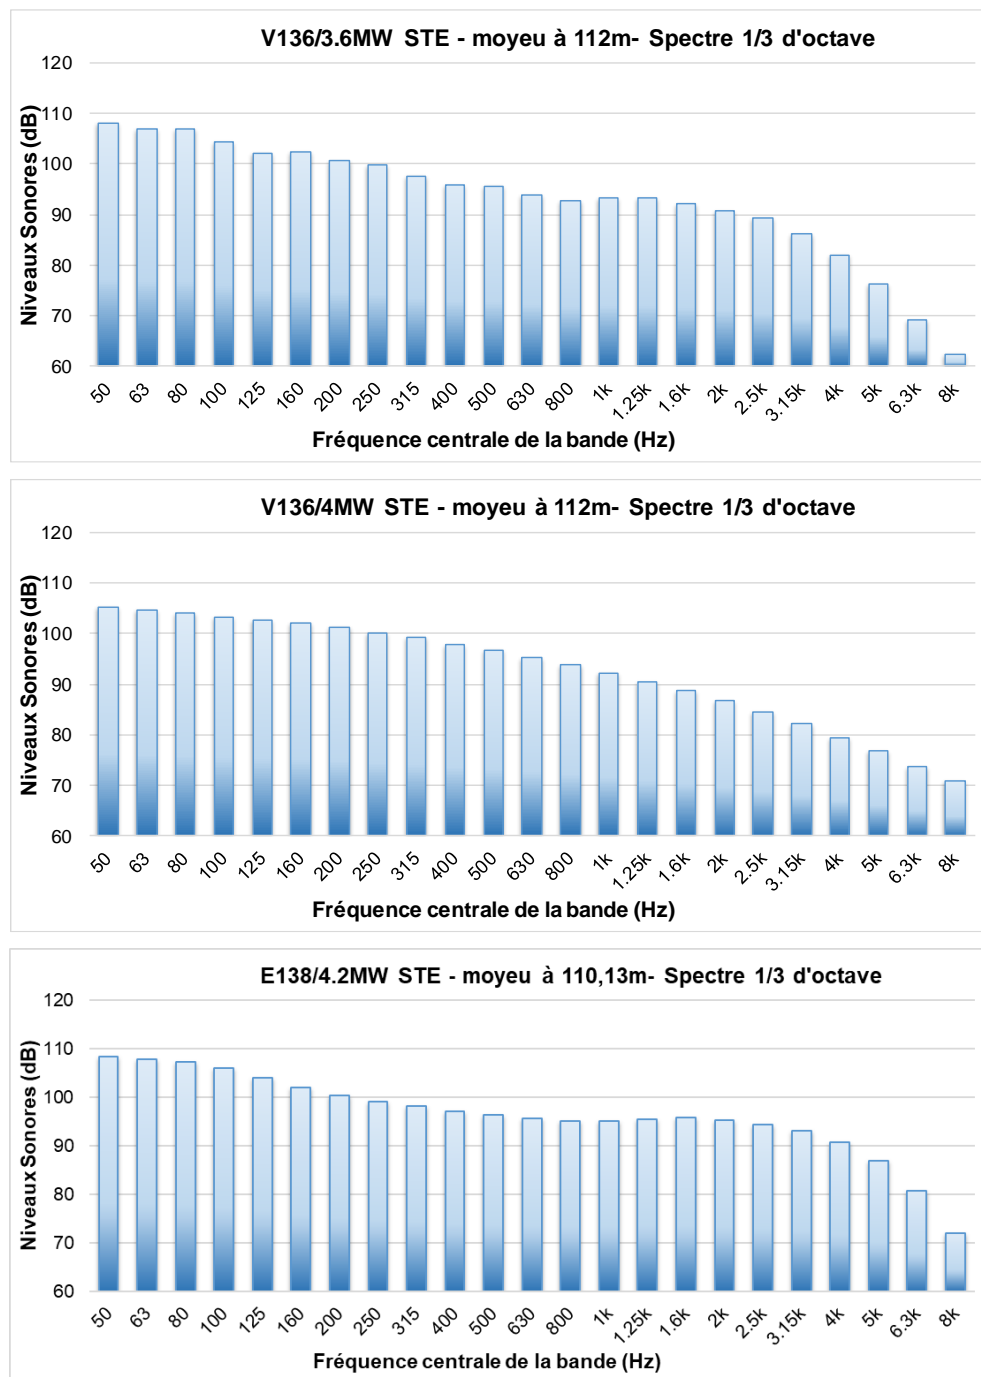 V136/3.6MW STE - moyeu à 112m- Spectre 1/3 d'octave
Niveaux Sonores (dB)
120
110
100
90
80
70
60
50 63 80 100 125 160 200 250 315 400 500 630 800 1k 1.25k 1.6k 2k 2.5k 3.15k 4k 5k 6.3k 8k
Fréquence centrale de la bande (Hz)
V136/4MW STE - moyeu à 112m- Spectre 1/3 d'octave
Niveaux Sonores (dB)
120
110
100
90
80
70
60
50 63 80 100 125 160 200 250 315 400 500 630 800 1k 1.25k 1.6k 2k 2.5k 3.15k 4k 5k 6.3k 8k
Fréquence centrale de la bande (Hz)
E138/4.2MW STE - moyeu à 110,13m- Spectre 1/3 d'octave
Niveaux Sonores (dB)
120
110
100
90
80
70
60
50 63 80 100 125 160 200 250 315 400 500 630 800 1k 1.25k 1.6k 2k 2.5k 3.15k 4k 5k 6.3k 8k
Fréquence centrale de la bande (Hz)